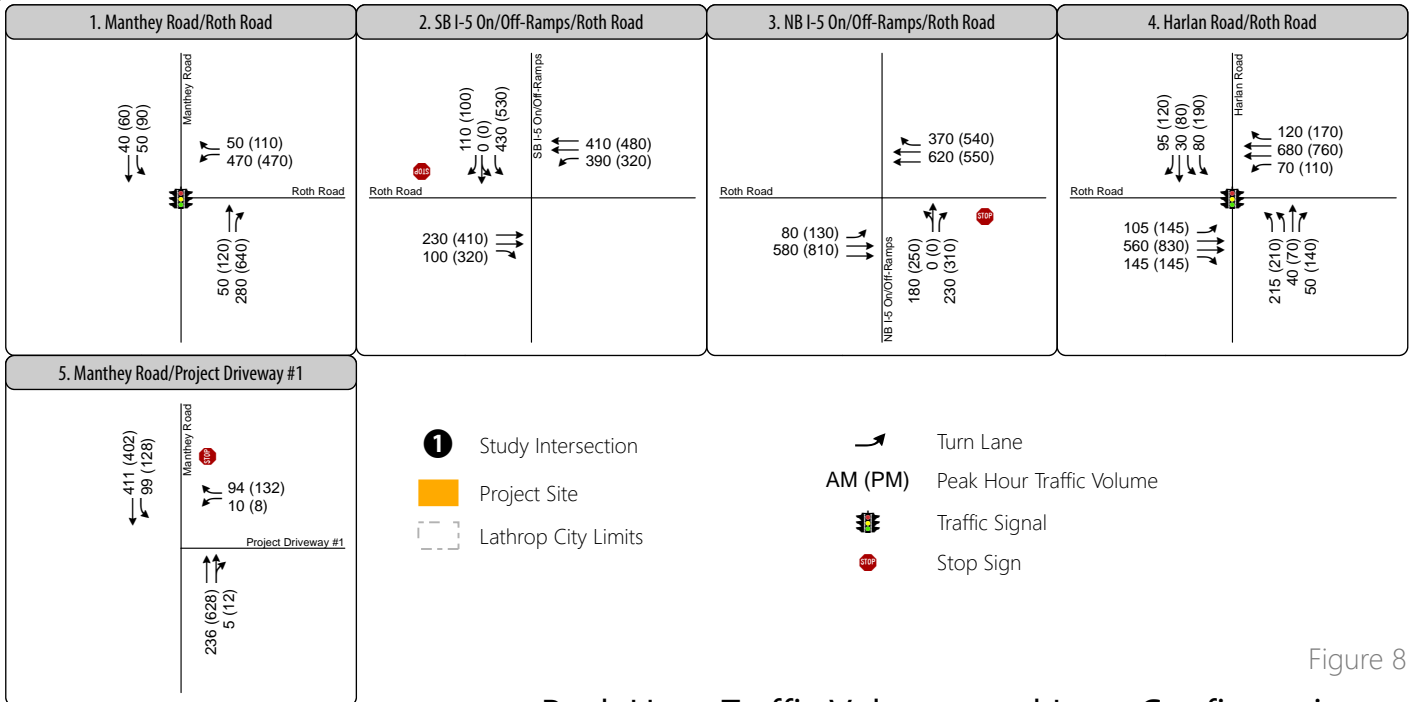 1. Manthey Road/Roth Road
40 (60)
50 (90)
Manthey Road
50 (110)
470 (470)
Roth Road
50 (120)
280 (640)
2. SB I-5 On/Off-Ramps/Roth Road
110 (100)
0 (0)
430 (530)
SB I-5 On/Off-Ramps
410 (480)
390 (320)
STOP
Roth Road
230 (410)
100 (320)
3. NB I-5 On/Off-Ramps/Roth Road
370 (540)
620 (550)
Roth Road
STOP
80 (130)
580 (810)
NB I-5 On/Off-Ramps
180 (250)
0 (0)
230 (310)
4. Harlan Road/Roth Road
95 (120)
30 (80)
80 (190)
Harlan Road
120 (170)
680 (760)
70 (110)
Roth Road
105 (145)
560 (830)
145 (145)
215 (210)
40 (70)
50 (140)
5. Manthey Road/Project Driveway #1
411 (402)
99 (128)
Manthey Road
STOP
94 (132)
10 (8)
Project Driveway #1
236 (628)
5 (12)
1 Study Intersection
Project Site
Lathrop City Limits
Turn Lane
AM (PM) Peak Hour Traffic Volume
Traffic Signal
STOP Stop Sign
Figure 8